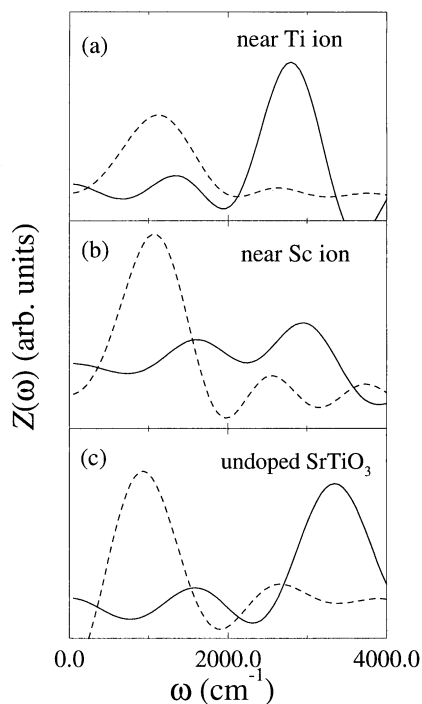 (a)
near Ti ion
(b)
near Sc ion
Z(ω) (arb. units)
(c)
undoped SrTiO₃
0.0 2000.0 4000.0
ω (cm⁻¹)